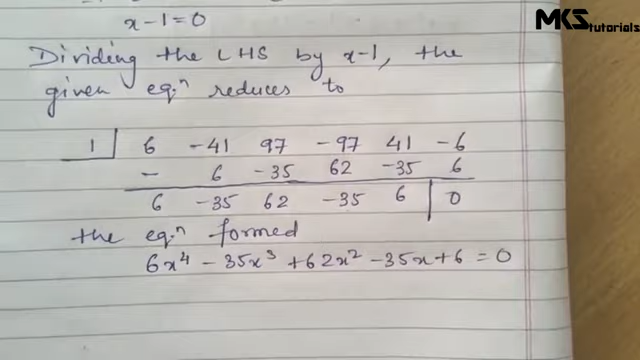 MKS tutorials
x-1=0
Dividing the LHS by x-1, the
given eq.n reduces to
1 | 6 -41 97 -97 41 -6
- 6 -35 62 -35 6
6 -35 62 -35 6 | 0
the eq.n formed
6x⁴ - 35x³ + 62x² - 35x + 6 = 0